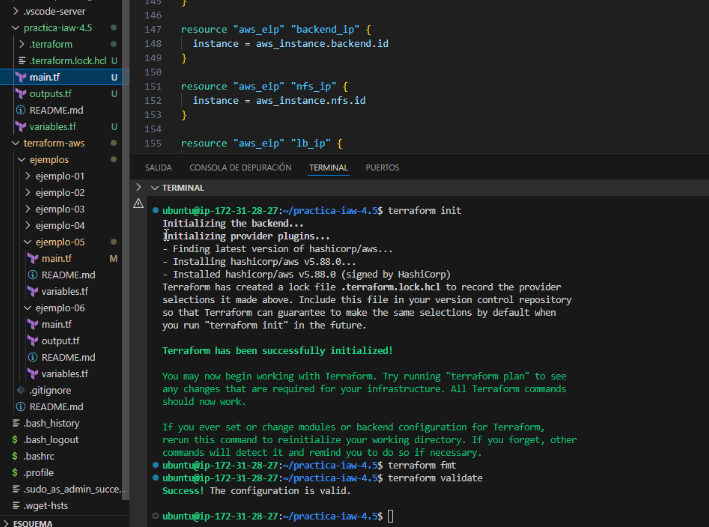 .vscode-server
practica-iaw-4.5
.terraform
.terraform.lock.hcl U
main.tf U
outputs.tf U
README.md
variables.tf U
terraform-aws
ejemplos
ejemplo-01
ejemplo-02
ejemplo-03
ejemplo-04
ejemplo-05
main.tf M
README.md
variables.tf
ejemplo-06
main.tf
output.tf
README.md
variables.tf
.gitignore
README.md
.bash_history
.bash_logout
.bashrc
.profile
.sudo_as_admin_succe...
.wget-hsts
ESQUEMA
145 }
146
147 resource "aws_eip" "backend_ip" {
148 instance = aws_instance.backend.id
149 }
150
151 resource "aws_eip" "nfs_ip" {
152 instance = aws_instance.nfs.id
153 }
154
155 resource "aws_eip" "lb_ip" {
SALIDA CONSOLA DE DEPURACIÓN TERMINAL PUERTOS
TERMINAL
ubuntu@ip-172-31-28-27:~/practica-iaw-4.5$ terraform init
Initializing the backend...
Initializing provider plugins...
- Finding latest version of hashicorp/aws...
- Installing hashicorp/aws v5.88.0...
- Installed hashicorp/aws v5.88.0 (signed by HashiCorp)
Terraform has created a lock file .terraform.lock.hcl to record the provider
selections it made above. Include this file in your version control repository
so that Terraform can guarantee to make the same selections by default when
you run "terraform init" in the future.
Terraform has been successfully initialized!
You may now begin working with Terraform. Try running "terraform plan" to see
any changes that are required for your infrastructure. All Terraform commands
should now work.
If you ever set or change modules or backend configuration for Terraform,
rerun this command to reinitialize your working directory. If you forget, other
commands will detect it and remind you to do so if necessary.
ubuntu@ip-172-31-28-27:~/practica-iaw-4.5$ terraform fmt
ubuntu@ip-172-31-28-27:~/practica-iaw-4.5$ terraform validate
Success! The configuration is valid.
ubuntu@ip-172-31-28-27:~/practica-iaw-4.5$